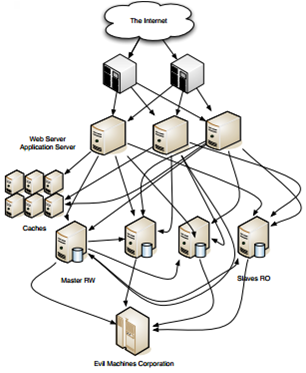 The Internet
Web Server
Application Server
Caches
Master RW
Slaves RO
Evil Machines Corporation